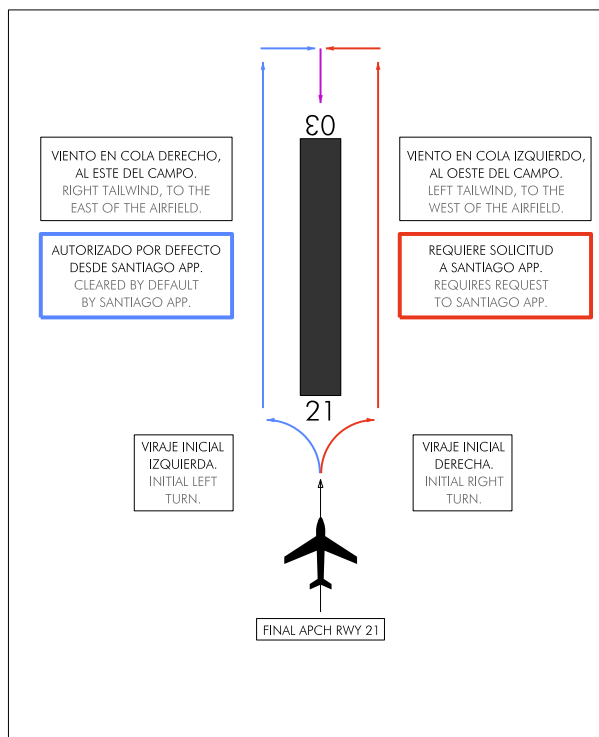 03
VIENTO EN COLA DERECHO,
AL ESTE DEL CAMPO.
RIGHT TAILWIND, TO THE
EAST OF THE AIRFIELD.
VIENTO EN COLA IZQUIERDO,
AL OESTE DEL CAMPO.
LEFT TAILWIND, TO THE
WEST OF THE AIRFIELD.
AUTORIZADO POR DEFECTO
DESDE SANTIAGO APP.
CLEARED BY DEFAULT
BY SANTIAGO APP.
REQUIERE SOLICITUD
A SANTIAGO APP.
REQUIRES REQUEST
TO SANTIAGO APP.
21
VIRAJE INICIAL
IZQUIERDA.
INITIAL LEFT
TURN.
VIRAJE INICIAL
DERECHA.
INITIAL RIGHT
TURN.
FINAL APCH RWY 21